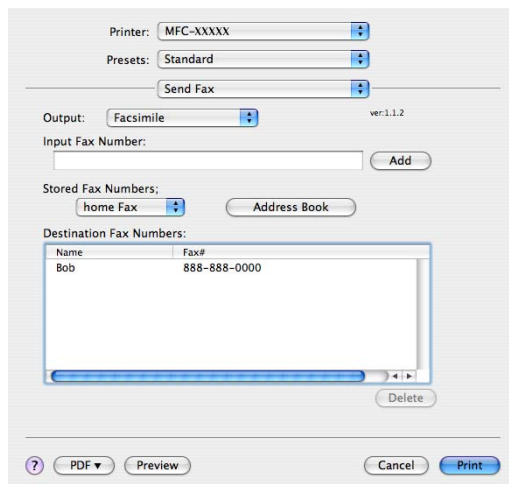 Printer: MFC-XXXXX
Presets: Standard
Send Fax
Output: Facsimile ver:1.1.2
Input Fax Number:
Add
Stored Fax Numbers;
home Fax Address Book
Destination Fax Numbers:
Name Fax#
Bob 888-888-0000
Delete
? PDF▼ Preview Cancel Print